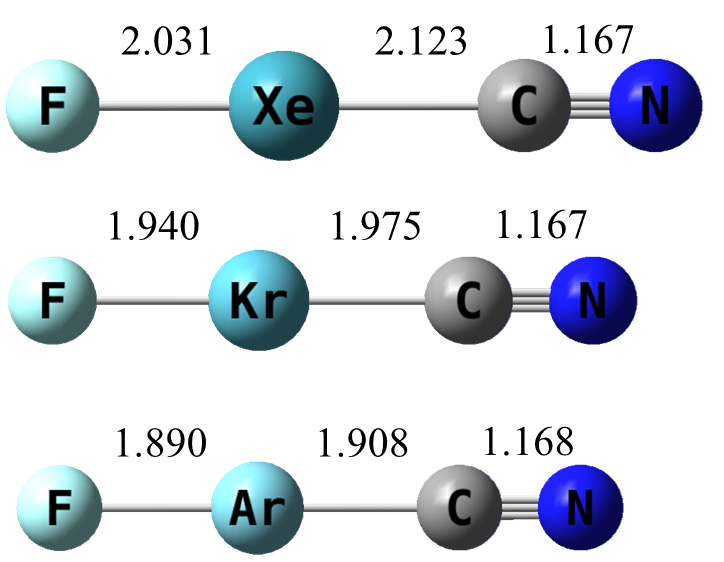 2.031 2.123 1.167
F Xe C N
1.940 1.975 1.167
F Kr C N
1.890 1.908 1.168
F Ar C N